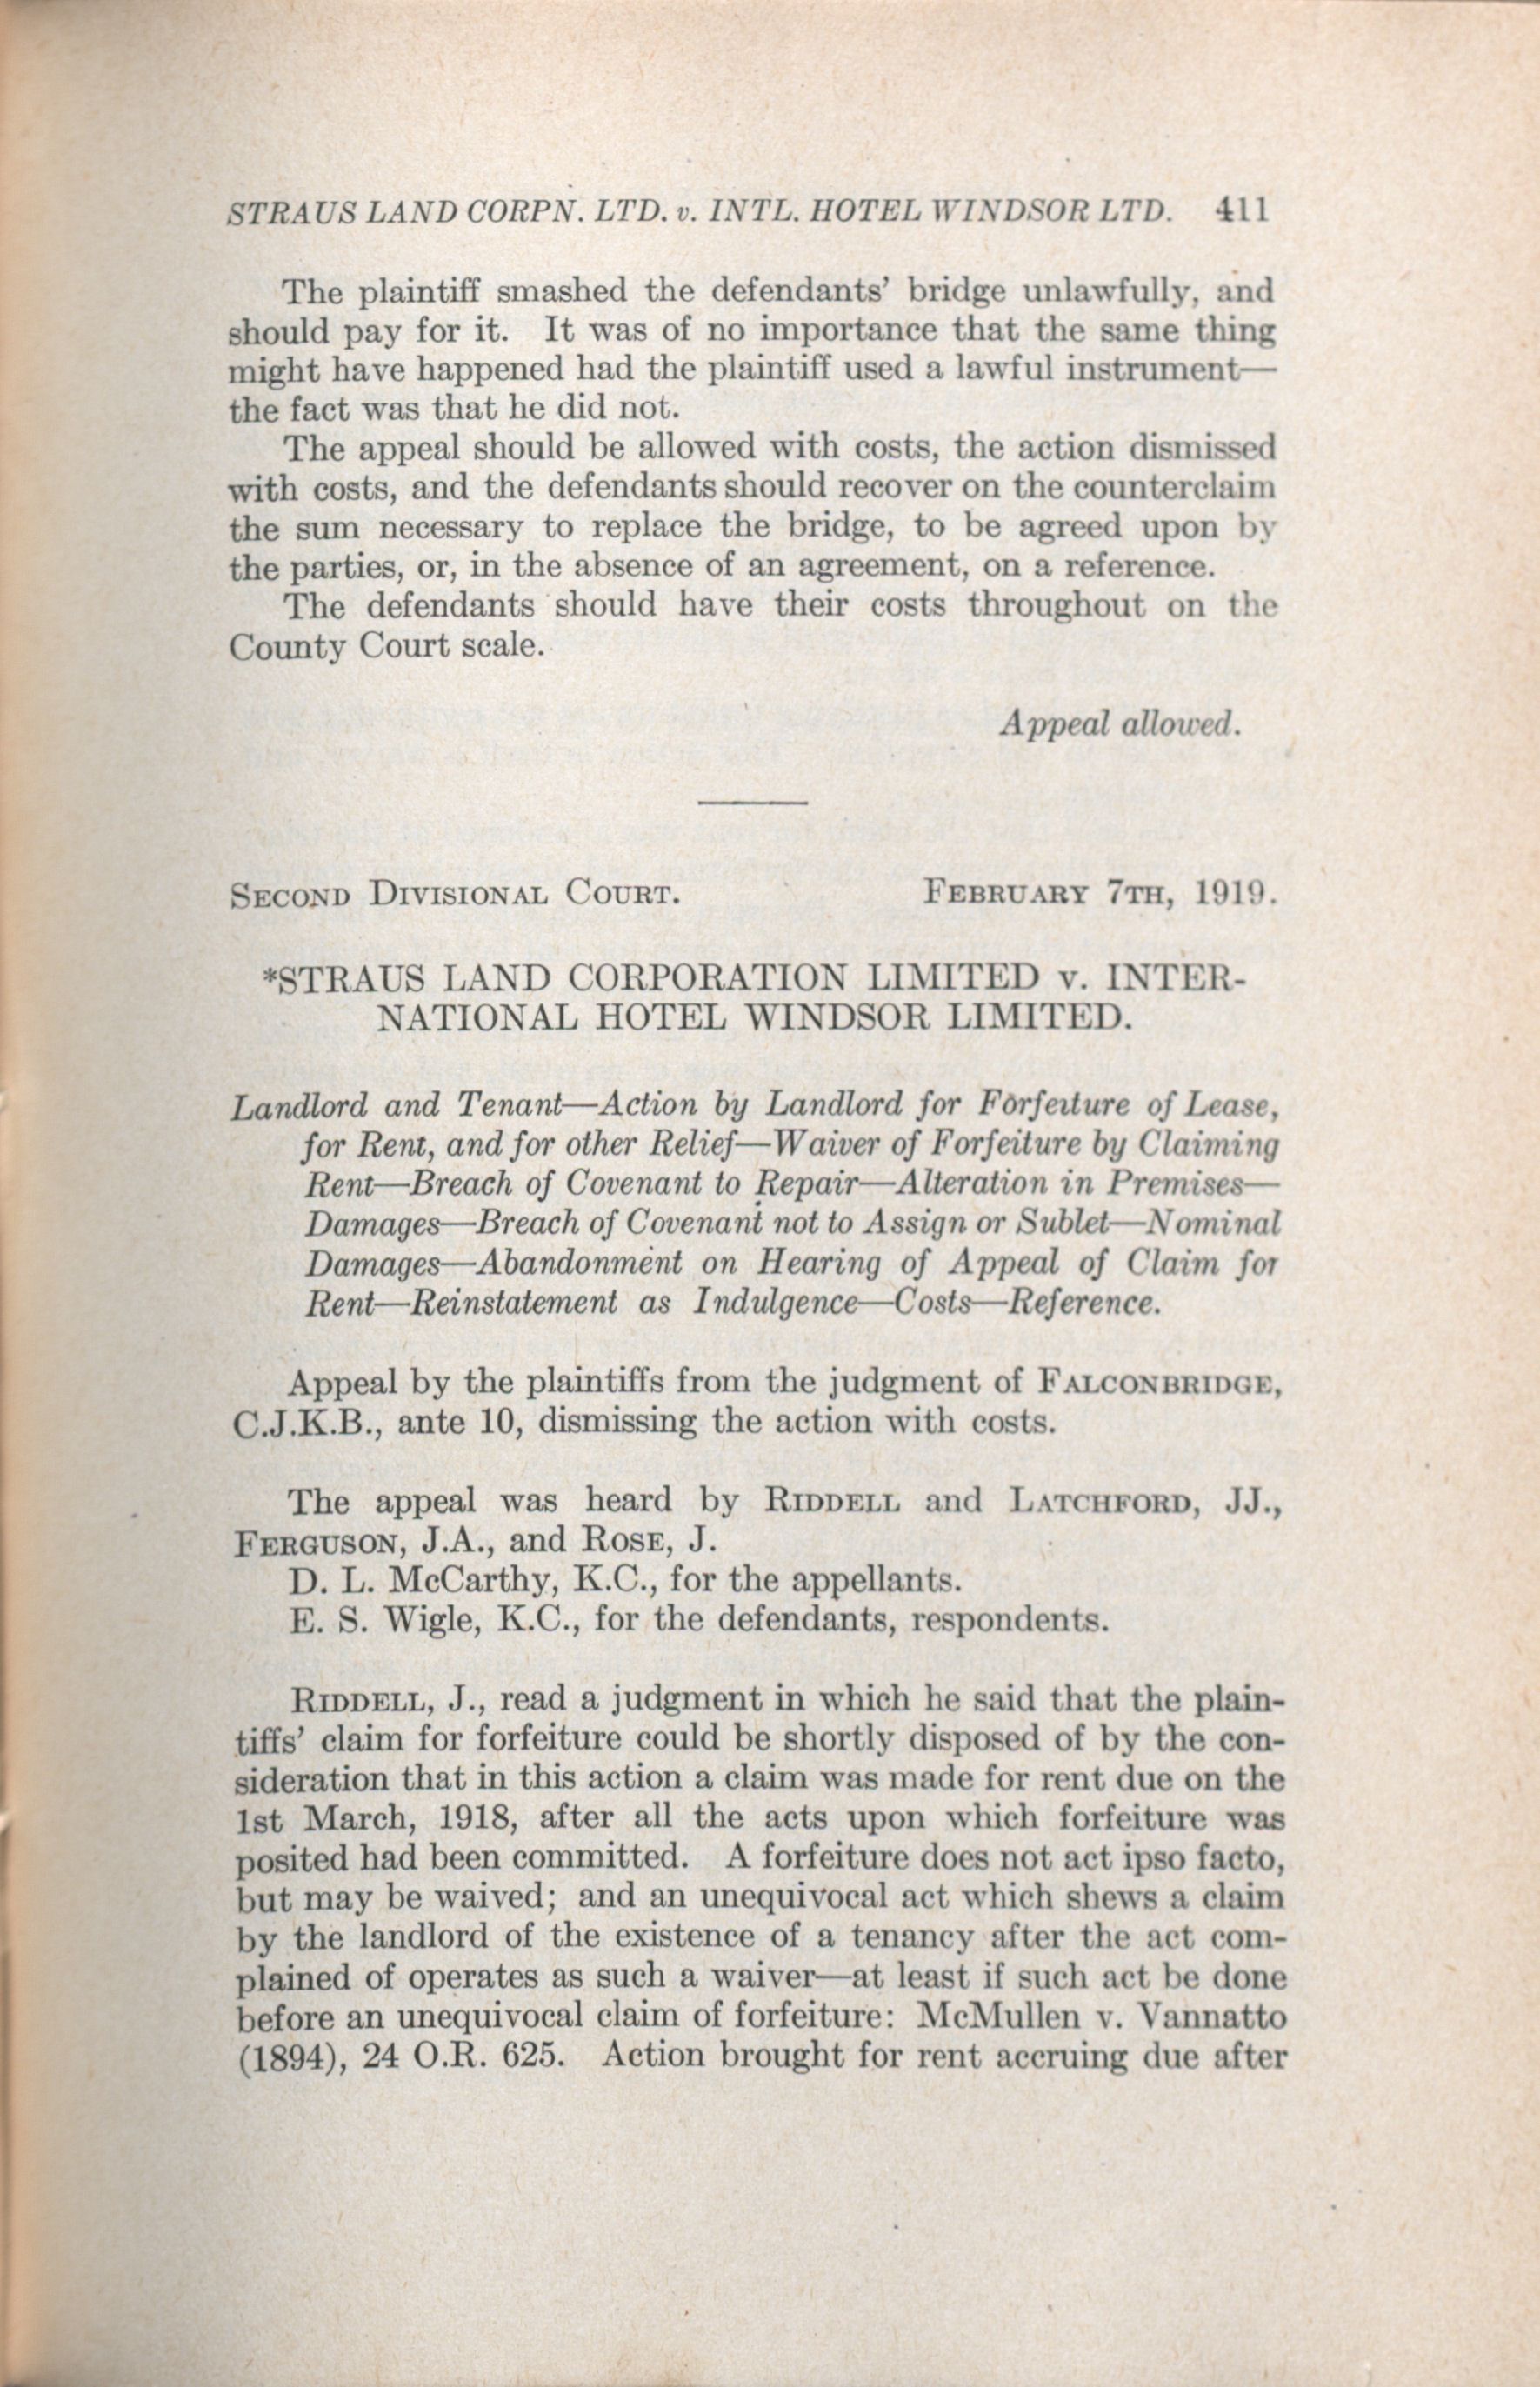 STRAUS LAND CORPN. LTD. v. INTL. HOTEL WINDSOR LTD. 411
The plaintiff smashed the defendants' bridge unlawfully, and
should pay for it. It was of no importance that the same thing
might have happened had the plaintiff used a lawful instrument—
the fact was that he did not.
The appeal should be allowed with costs, the action dismissed
with costs, and the defendants should recover on the counterclaim
the sum necessary to replace the bridge, to be agreed upon by
the parties, or, in the absence of an agreement, on a reference.
The defendants should have their costs throughout on the
County Court scale.
Appeal allowed.
SECOND DIVISIONAL COURT. FEBRUARY 7TH, 1919.
*STRAUS LAND CORPORATION LIMITED v. INTER-
NATIONAL HOTEL WINDSOR LIMITED.
Landlord and Tenant—Action by Landlord for Forfeiture of Lease,
for Rent, and for other Relief—Waiver of Forfeiture by Claiming
Rent—Breach of Covenant to Repair—Alteration in Premises—
Damages—Breach of Covenant not to Assign or Sublet—Nominal
Damages—Abandonment on Hearing of Appeal of Claim for
Rent—Reinstatement as Indulgence—Costs—Reference.
Appeal by the plaintiffs from the judgment of FALCONBRIDGE,
C.J.K.B., ante 10, dismissing the action with costs.
The appeal was heard by RIDDELL and LATCHFORD, JJ.,
FERGUSON, J.A., and ROSE, J.
D. L. McCarthy, K.C., for the appellants.
E. S. Wigle, K.C., for the defendants, respondents.
RIDDELL, J., read a judgment in which he said that the plain-
tiffs' claim for forfeiture could be shortly disposed of by the con-
sideration that in this action a claim was made for rent due on the
1st March, 1918, after all the acts upon which forfeiture was
posited had been committed. A forfeiture does not act ipso facto,
but may be waived; and an unequivocal act which shews a claim
by the landlord of the existence of a tenancy after the act com-
plained of operates as such a waiver—at least if such act be done
before an unequivocal claim of forfeiture: McMullen v. Vannatto
(1894), 24 O.R. 625. Action brought for rent accruing due after